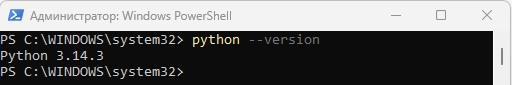 Администратор: Windows PowerShell
PS C:\WINDOWS\system32> python --version
Python 3.14.3
PS C:\WINDOWS\system32>